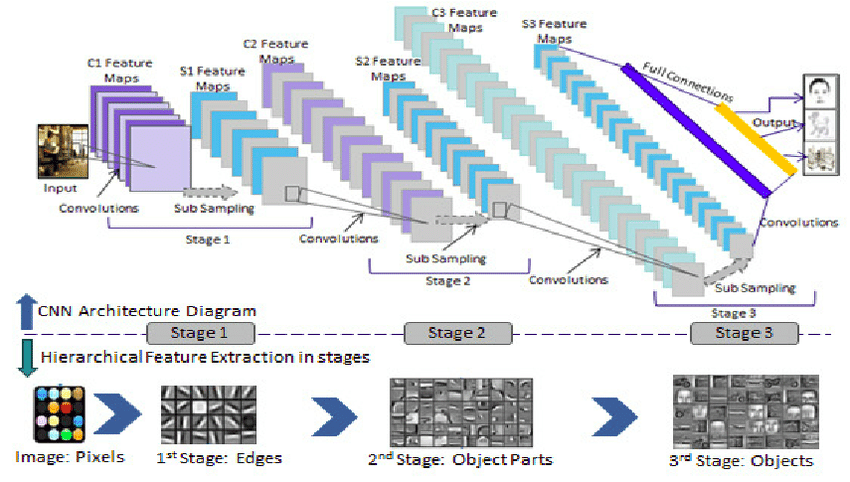 C1 Feature
Maps
S1 Feature
Maps
C2 Feature
Maps
S2 Feature
Maps
C3 Feature
Maps
S3 Feature
Maps
Full Connections
Output
Input
Convolutions
Sub Sampling
Stage 1
Convolutions
Sub Sampling
Stage 2
Convolutions
Sub Sampling
Stage 3
Convolutions
CNN Architecture Diagram
Stage 1
Stage 2
Stage 3
Hierarchical Feature Extraction in stages
Image: Pixels
1st Stage: Edges
2nd Stage: Object Parts
3rd Stage: Objects